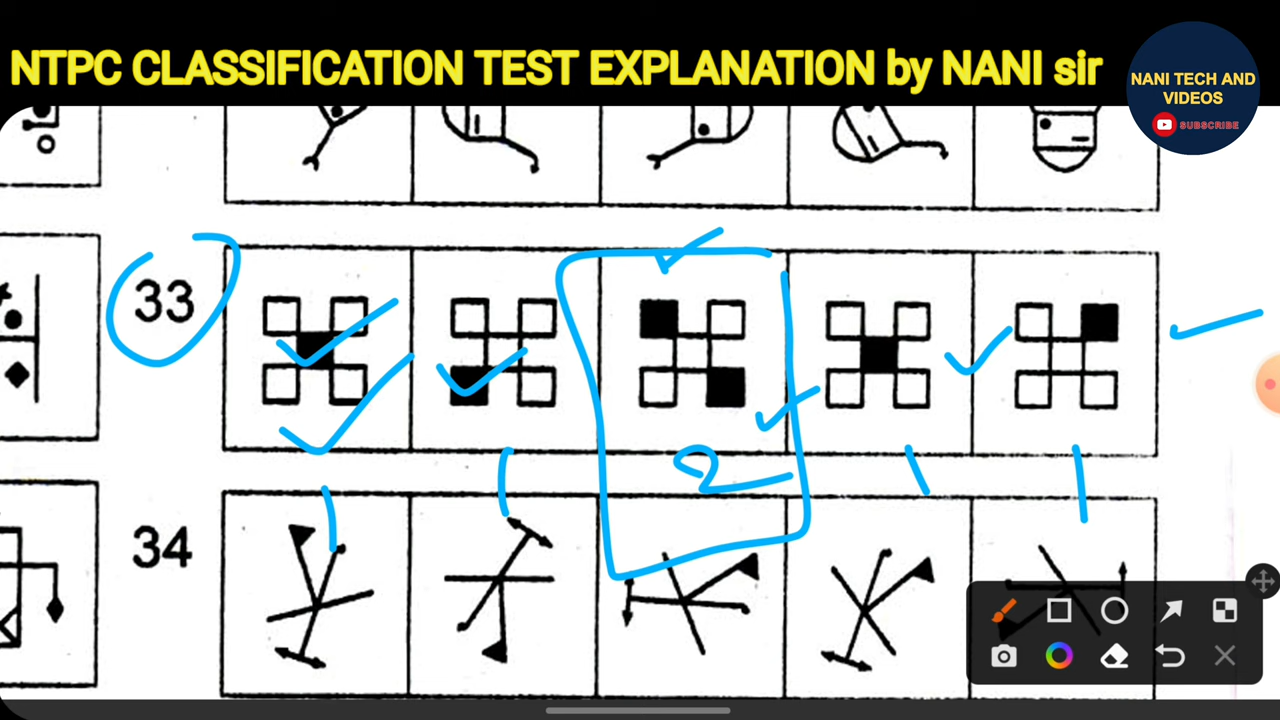 NTPC CLASSIFICATION TEST EXPLANATION by NANI sir
NANI TECH AND
VIDEOS
SUBSCRIBE
33
2
34